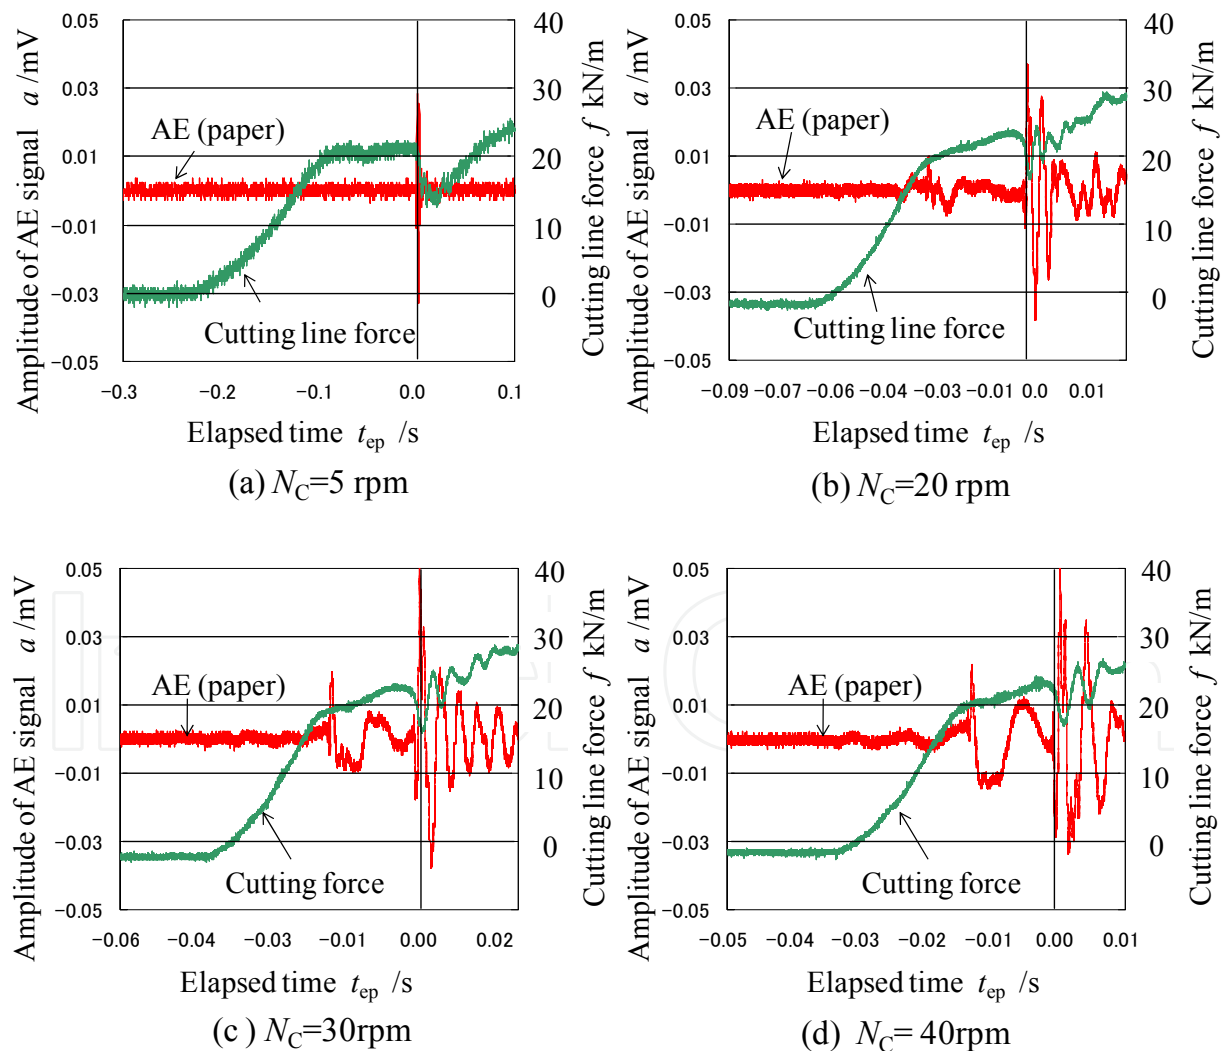 0.05
0.03
0.01
−0.01
−0.03
−0.05
Amplitude of AE signal a /mV
AE (paper)
Cutting line force
40
30
20
10
0
Cutting line force f kN/m
−0.3 −0.2 −0.1 0.0 0.1
Elapsed time tep /s
(a) NC=5 rpm
0.05
0.03
0.01
−0.01
−0.03
−0.05
Amplitude of AE signal a /mV
AE (paper)
Cutting line force
40
30
20
10
0
Cutting line force f kN/m
−0.09 −0.07 −0.06 −0.04 −0.03 −0.01 0.0 0.01
Elapsed time tep /s
(b) NC=20 rpm
0.05
0.03
0.01
−0.01
−0.03
−0.05
Amplitude of AE signal a /mV
AE (paper)
Cutting force
40
30
20
10
0
Cutting line force f kN/m
−0.06 −0.04 −0.03 −0.01 0.00 0.02
Elapsed time tep /s
(c ) NC=30rpm
0.05
0.03
0.01
−0.01
−0.03
−0.05
Amplitude of AE signal a /mV
AE (paper)
Cutting force
40
30
20
10
0
Cutting line force f kN/m
−0.05 −0.04 −0.03 −0.02 −0.01 0.00 0.01
Elapsed time tep /s
(d) NC= 40rpm